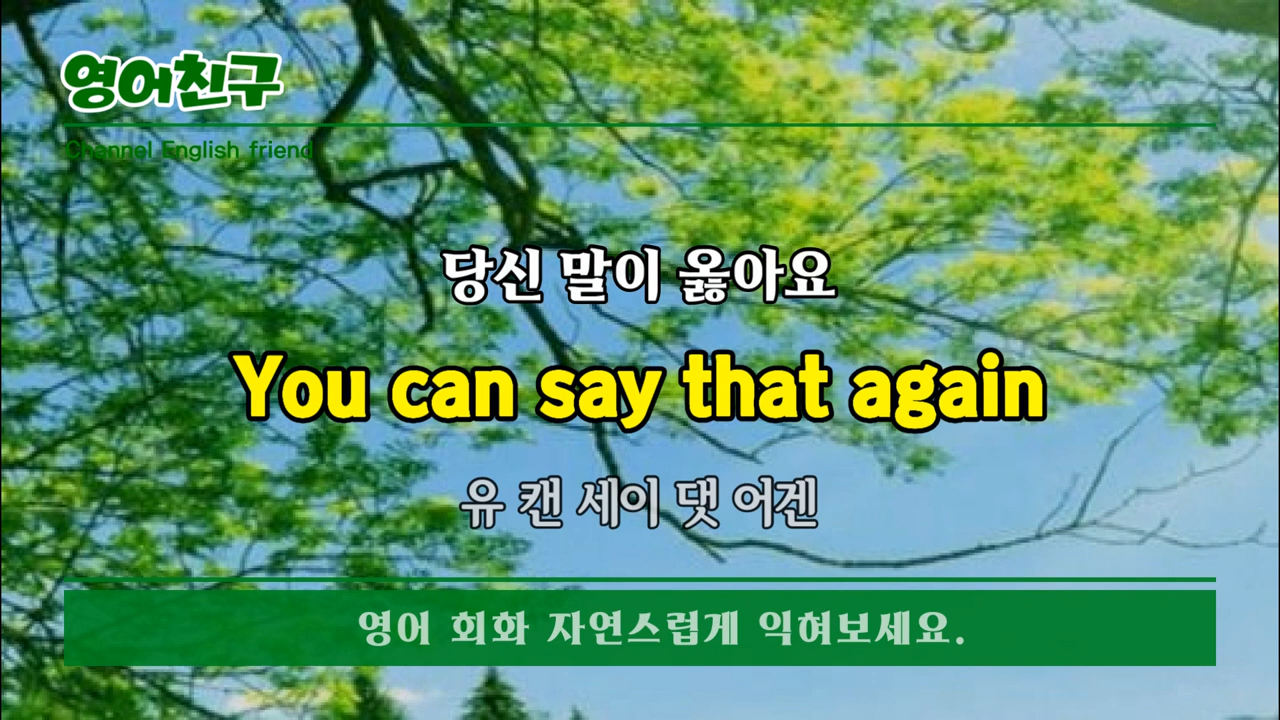 영어친구
Channel English friend
당신 말이 옳아요
You can say that again
유 캔 세이 댓 어겐
영어 회화 자연스럽게 익혀보세요.